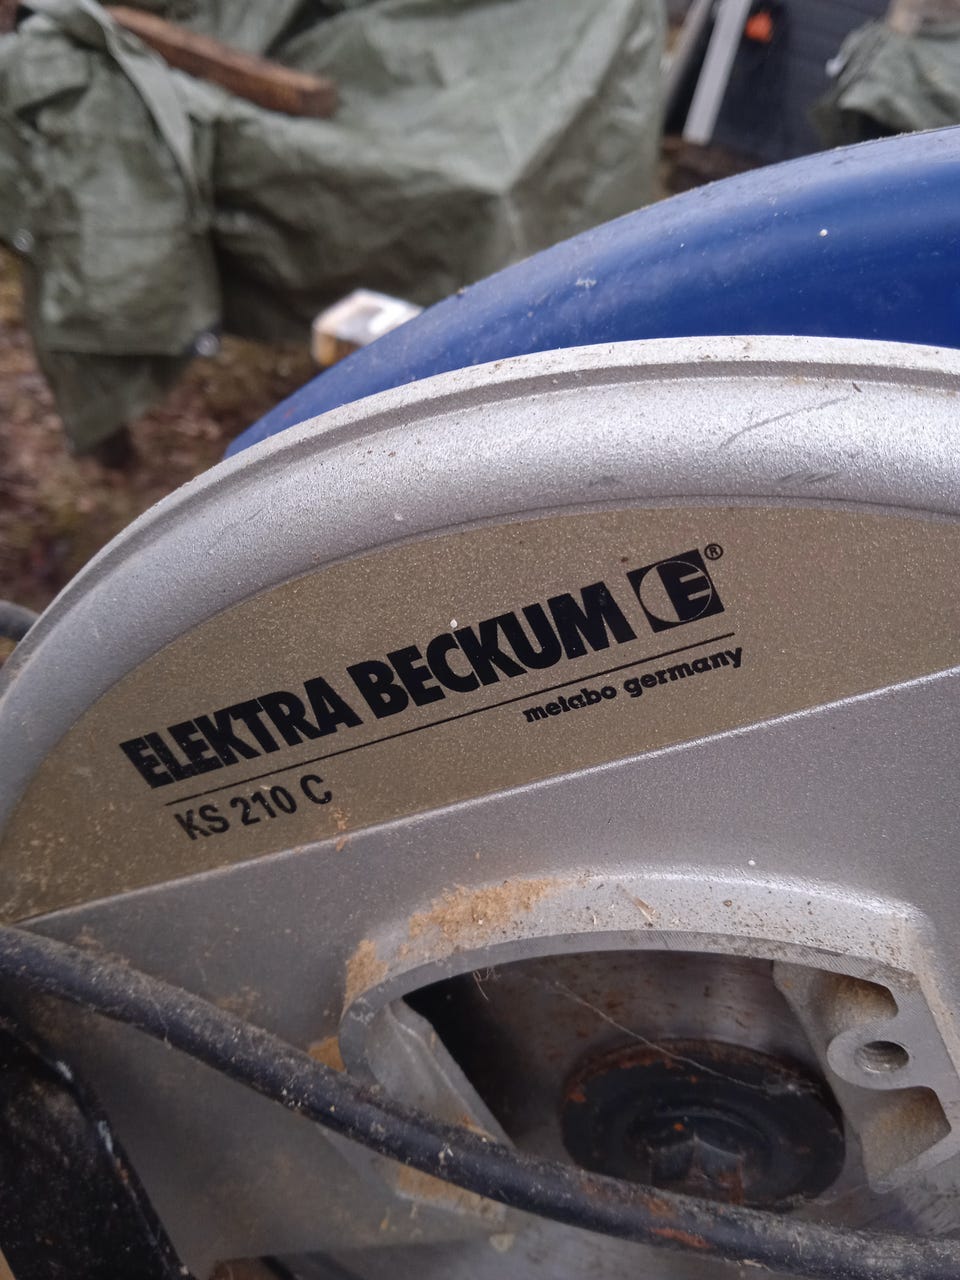 ELEKTRA BECKUM E®
metabo germany
KS 210 C